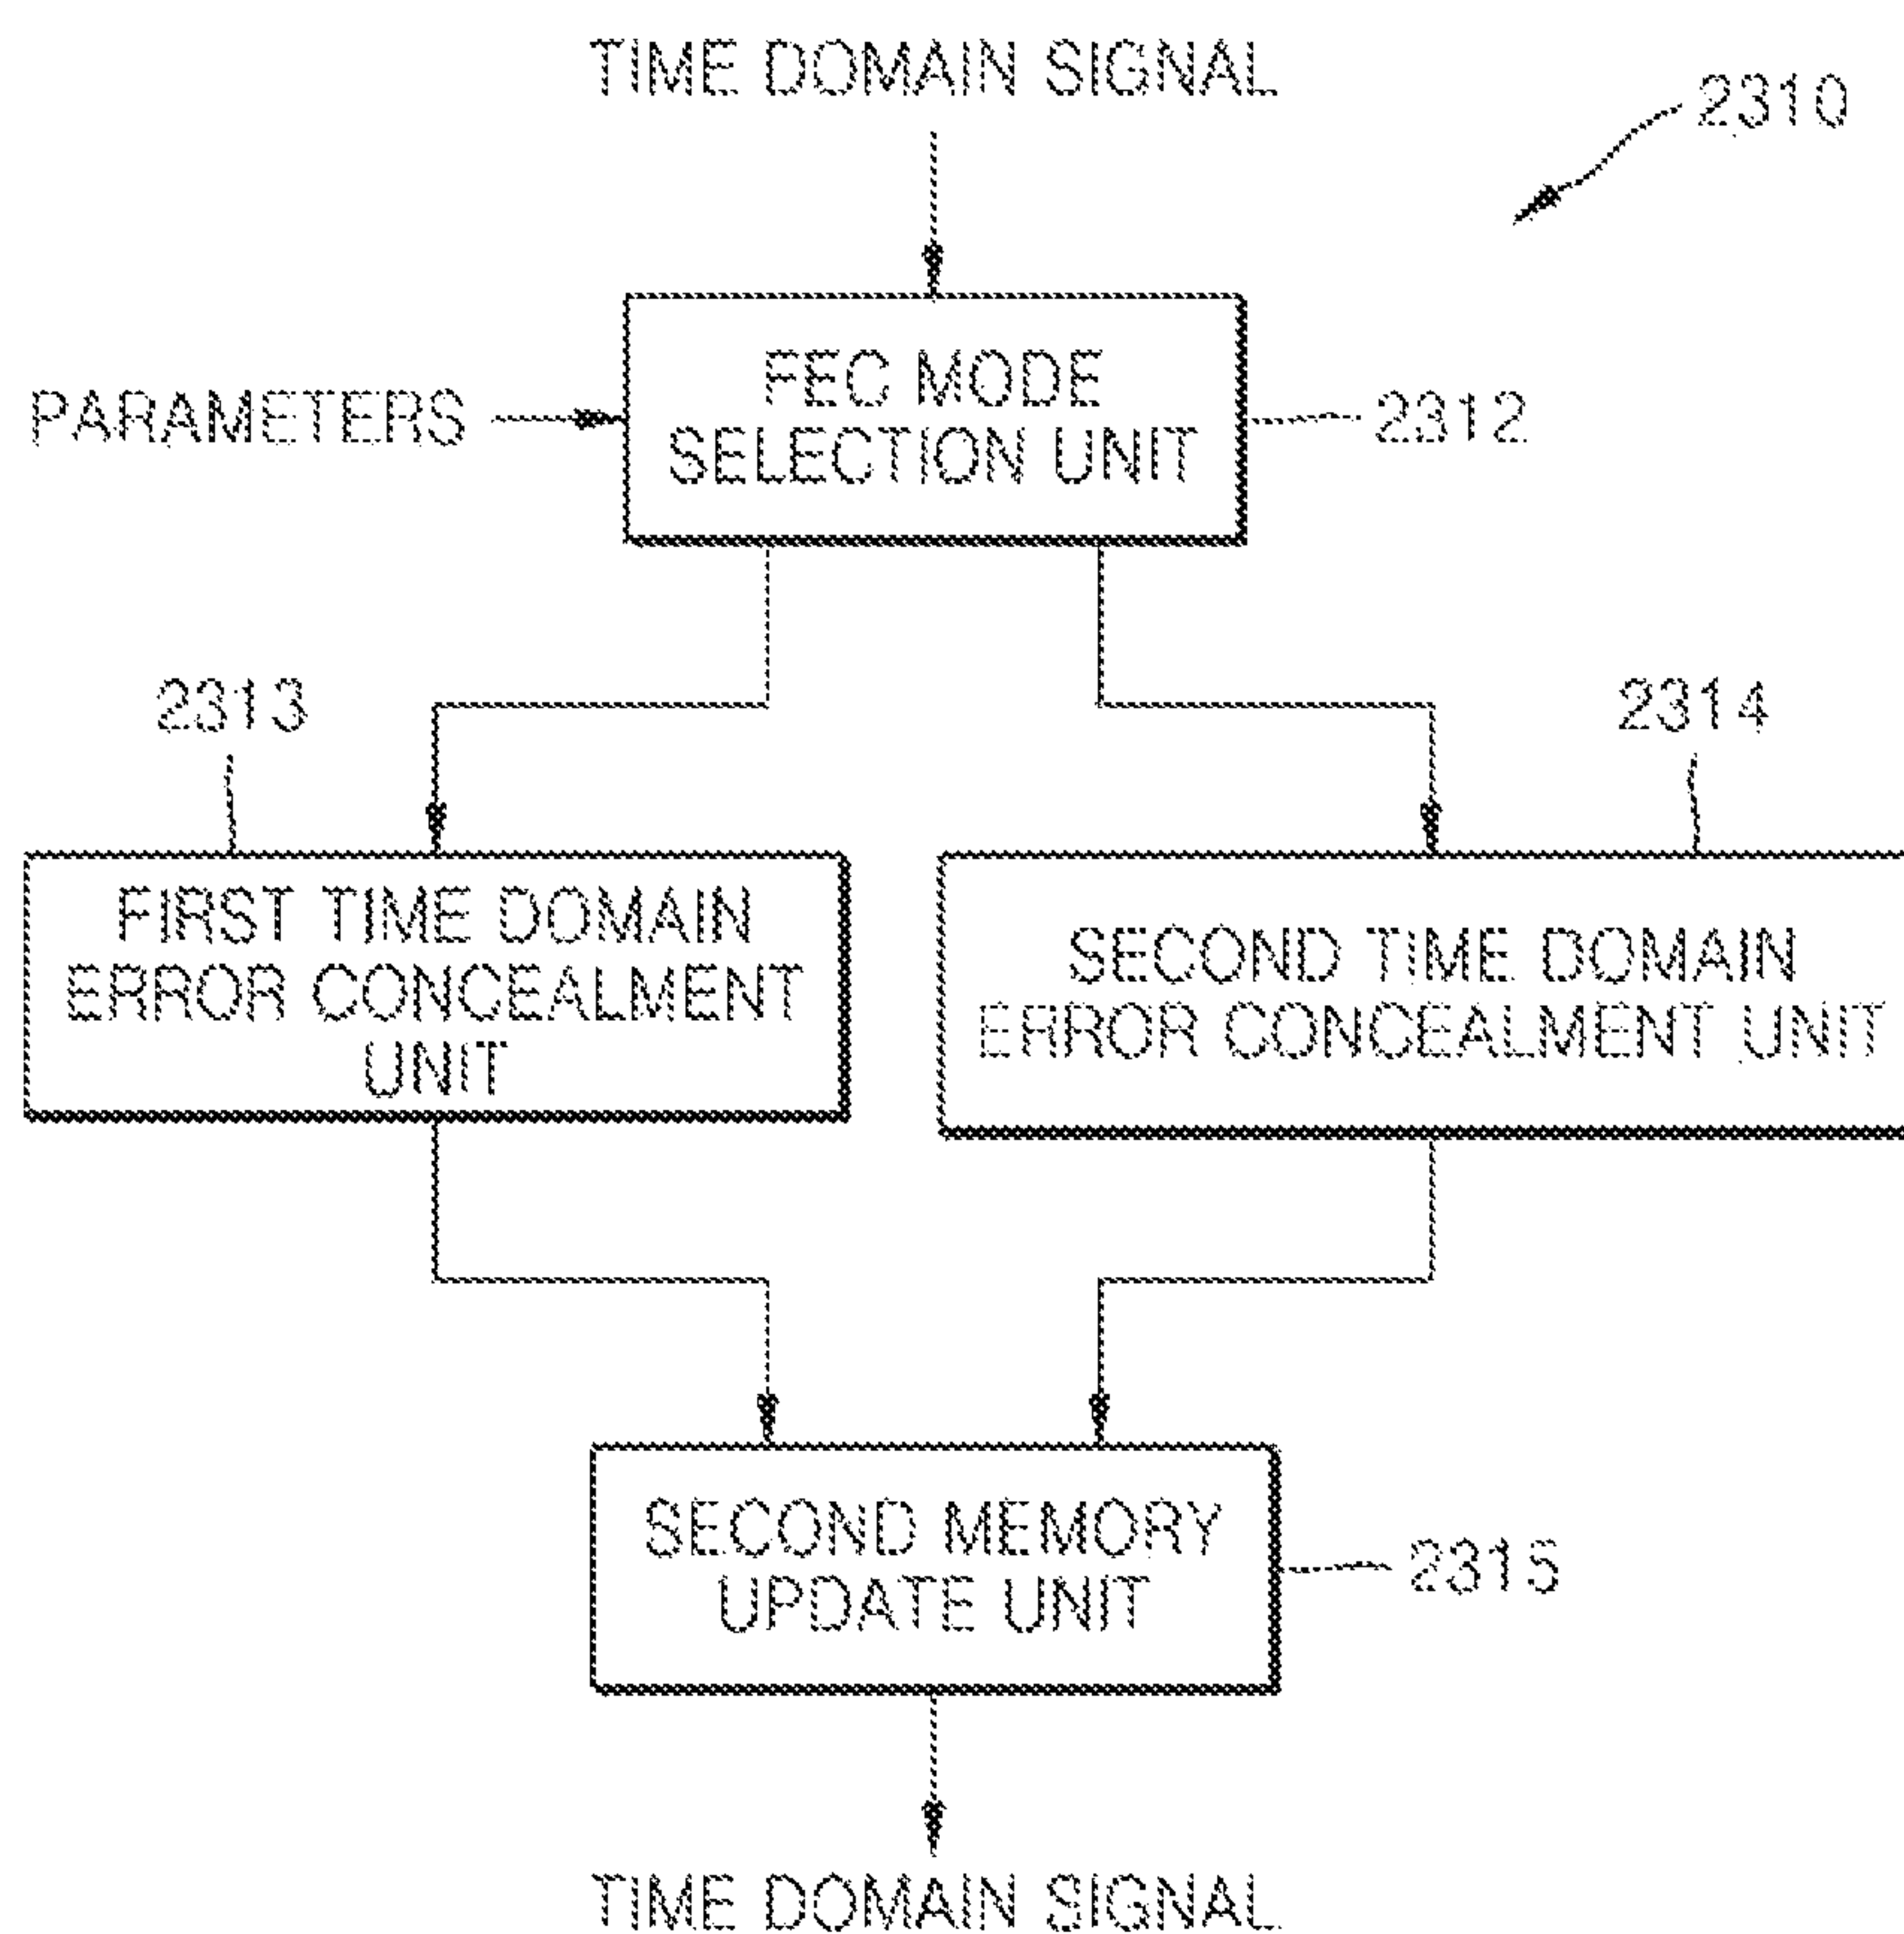 TIME DOMAIN SIGNAL
2310
FEC MODE
SELECTION UNIT
PARAMETERS
2312
2313
2314
FIRST TIME DOMAIN
ERROR CONCEALMENT
UNIT
SECOND TIME DOMAIN
ERROR CONCEALMENT UNIT
SECOND MEMORY
UPDATE UNIT
2315
TIME DOMAIN SIGNAL